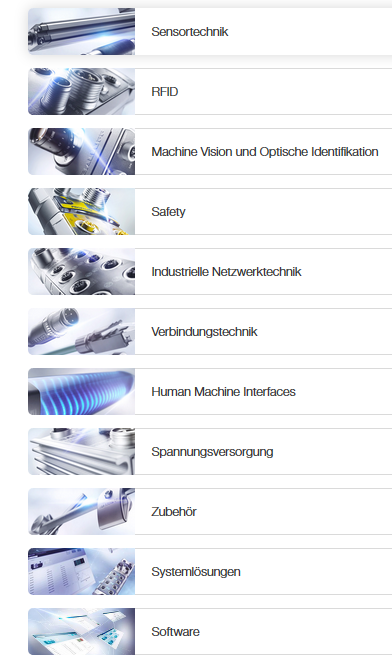 Sensortechnik
RFID
Machine Vision und Optische Identifikation
Safety
Industrielle Netzwerktechnik
Verbindungstechnik
Human Machine Interfaces
Spannungsversorgung
Zubehör
Systemlösungen
Software